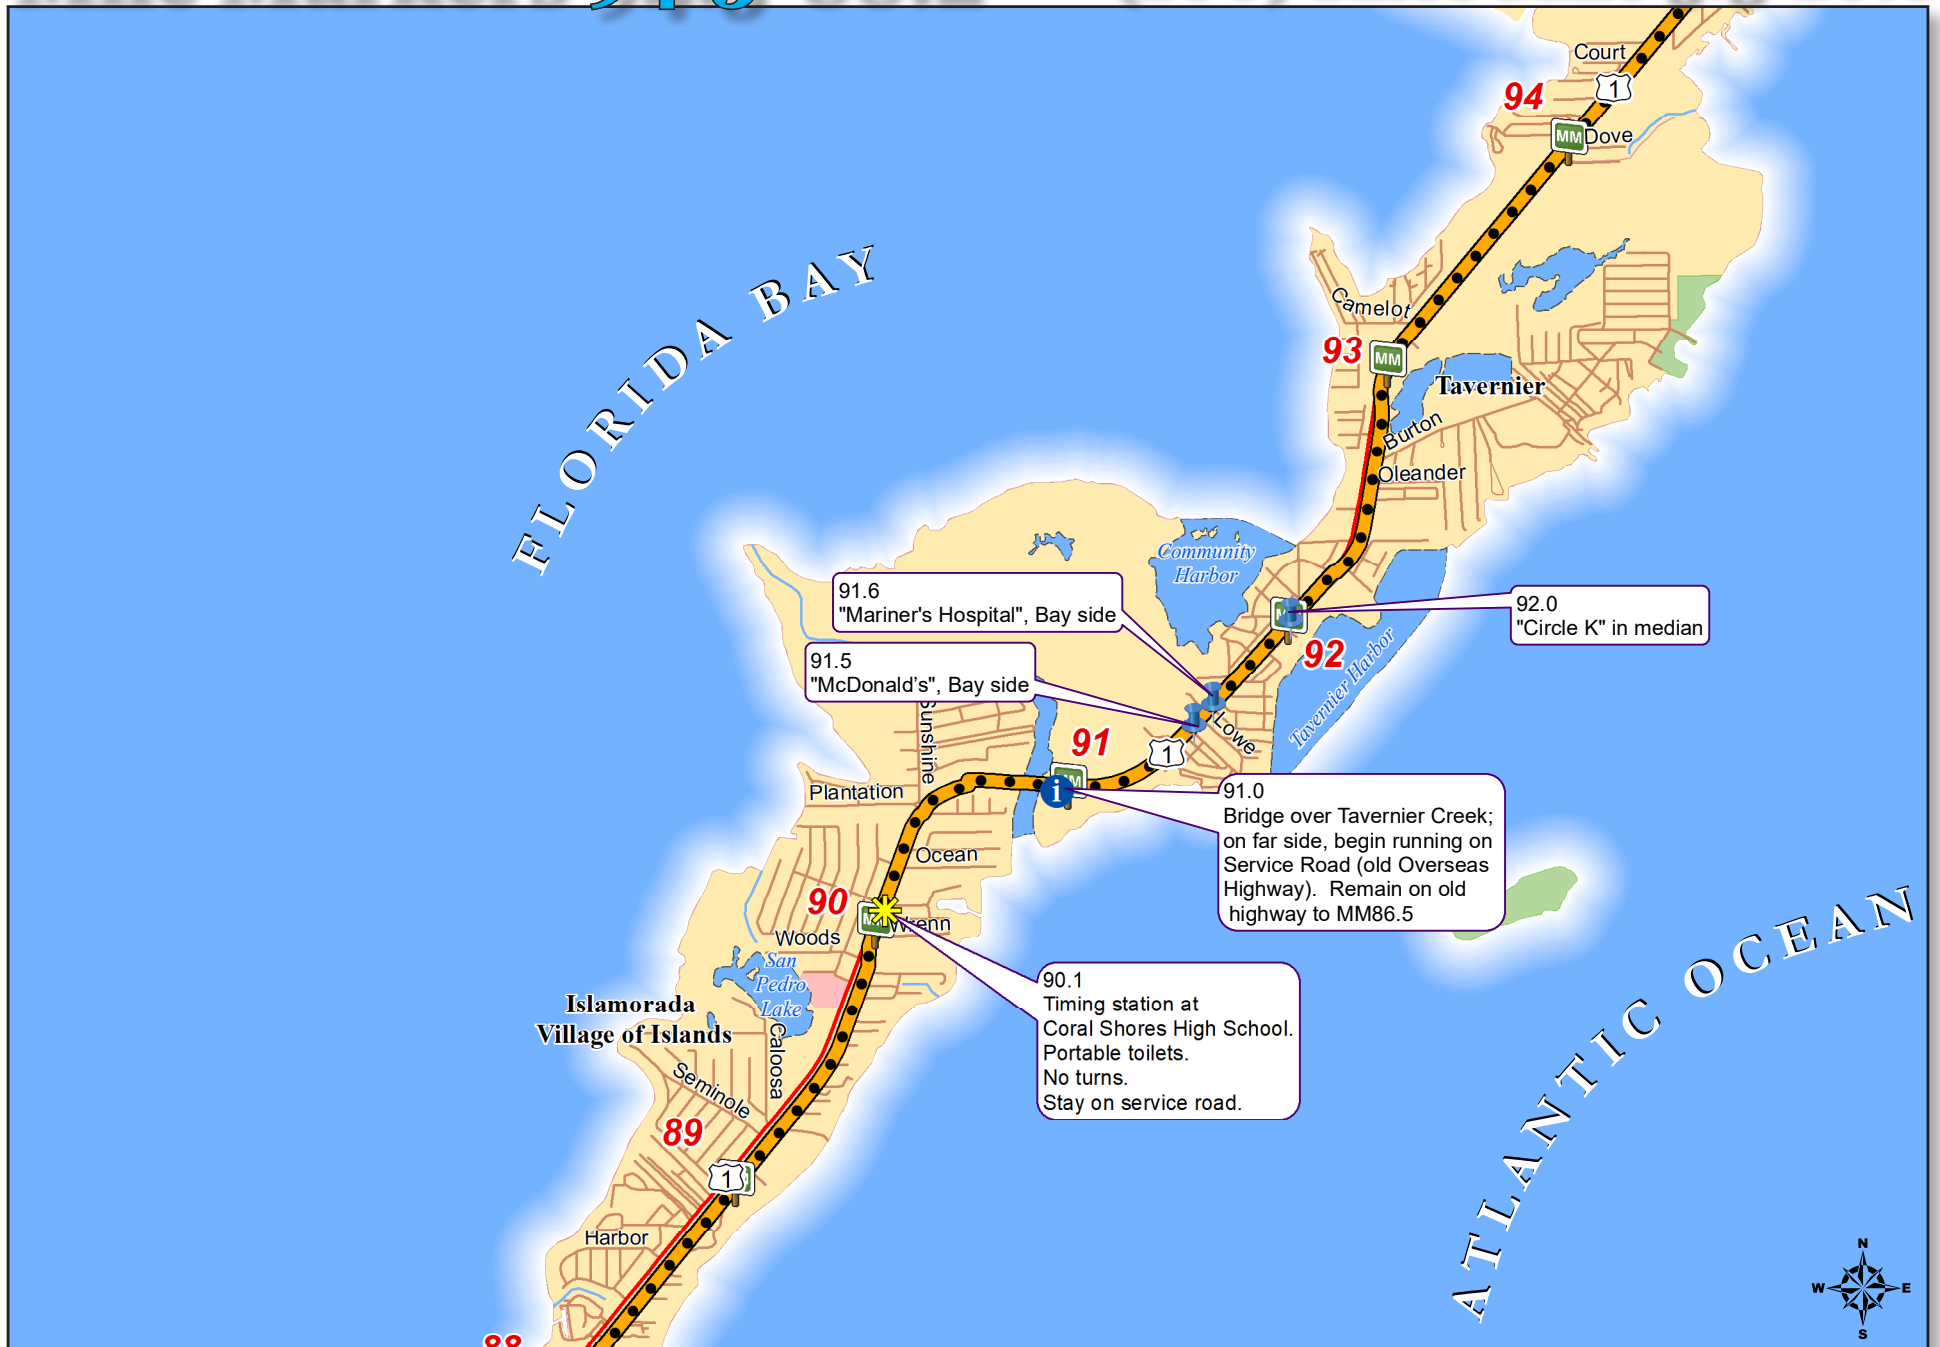 Court
1
94
MM
Dove
FLORIDA BAY
Camelot
93
MM
Tavernier
Burton
Oleander
Community
Harbor
91.6
"Mariner's Hospital", Bay side
92.0
"Circle K" in median
92
91.5
"McDonald's", Bay side
Tavernier Harbor
Sunshine
Lowe
91
1
Plantation
i
91.0
Bridge over Tavernier Creek;
on far side, begin running on
Service Road (old Overseas
Highway). Remain on old
highway to MM86.5
Ocean
90
Wrenn
Woods
San
Pedro
Lake
90.1
Timing station at
Coral Shores High School.
Portable toilets.
No turns.
Stay on service road.
Islamorada
Village of Islands
Caloosa
Seminole
89
1
Harbor
88
ATLANTIC OCEAN
N
W
E
S